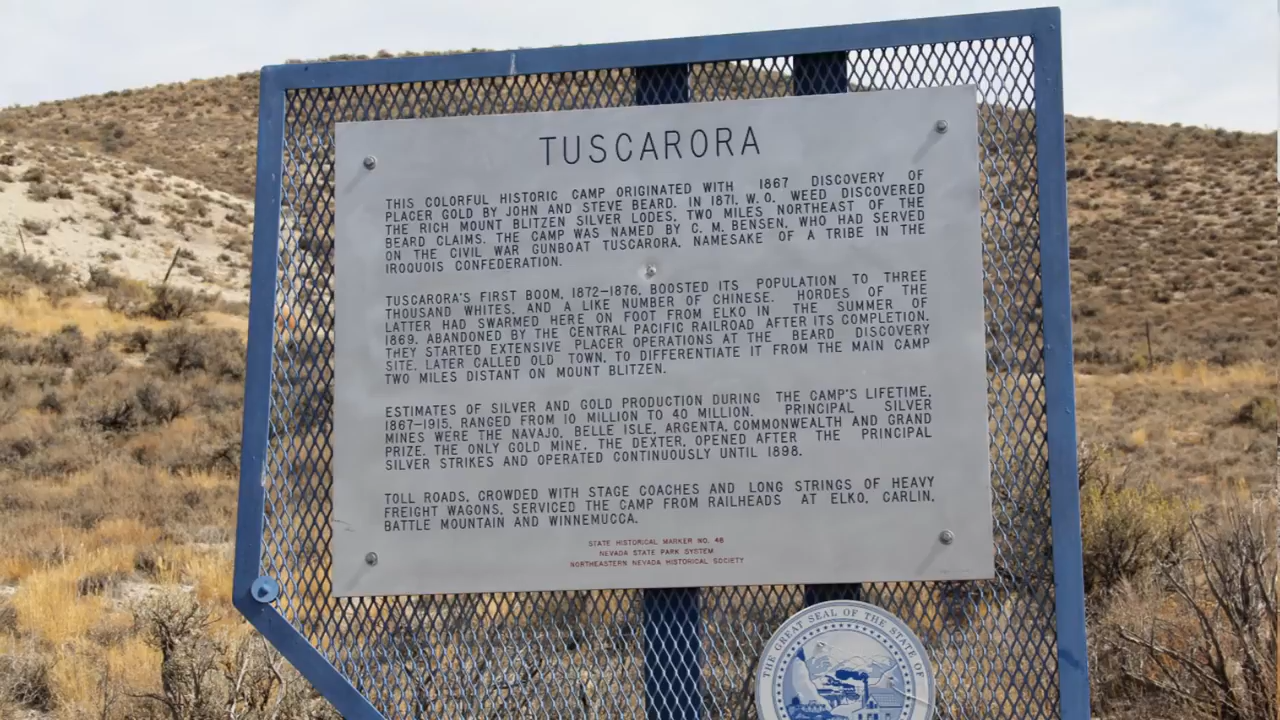 TUSCARORA
THIS COLORFUL HISTORIC CAMP ORIGINATED WITH 1867 DISCOVERY OF
PLACER GOLD BY JOHN AND STEVE BEARD. IN 1871, W. O. WEED DISCOVERED
THE RICH MOUNT BLITZEN SILVER LODES, TWO MILES NORTHEAST OF THE
BEARD CLAIMS. THE CAMP WAS NAMED BY C. M. BENSEN, WHO HAD SERVED
ON THE CIVIL WAR GUNBOAT TUSCARORA, NAMESAKE OF A TRIBE IN THE
IROQUOIS CONFEDERATION.
TUSCARORA'S FIRST BOOM, 1872–1876, BOOSTED ITS POPULATION TO THREE
THOUSAND WHITES, AND A LIKE NUMBER OF CHINESE. HORDES OF THE
LATTER HAD SWARMED HERE ON FOOT FROM ELKO IN THE SUMMER OF
1869, ABANDONED BY THE CENTRAL PACIFIC RAILROAD AFTER ITS COMPLETION.
THEY STARTED EXTENSIVE PLACER OPERATIONS AT THE BEARD DISCOVERY
SITE, LATER CALLED OLD TOWN, TO DIFFERENTIATE IT FROM THE MAIN CAMP
TWO MILES DISTANT ON MOUNT BLITZEN.
ESTIMATES OF SILVER AND GOLD PRODUCTION DURING THE CAMP'S LIFETIME,
1867–1915, RANGED FROM 10 MILLION TO 40 MILLION. PRINCIPAL SILVER
MINES WERE THE NAVAJO, BELLE ISLE, ARGENTA, COMMONWEALTH AND GRAND
PRIZE. THE ONLY GOLD MINE, THE DEXTER, OPENED AFTER THE PRINCIPAL
SILVER STRIKES AND OPERATED CONTINUOUSLY UNTIL 1898.
TOLL ROADS, CROWDED WITH STAGE COACHES AND LONG STRINGS OF HEAVY
FREIGHT WAGONS, SERVICED THE CAMP FROM RAILHEADS AT ELKO, CARLIN,
BATTLE MOUNTAIN AND WINNEMUCCA.
STATE HISTORICAL MARKER NO. 48
NEVADA STATE PARK SYSTEM
NORTHEASTERN NEVADA HISTORICAL SOCIETY
THE GREAT SEAL OF THE STATE OF